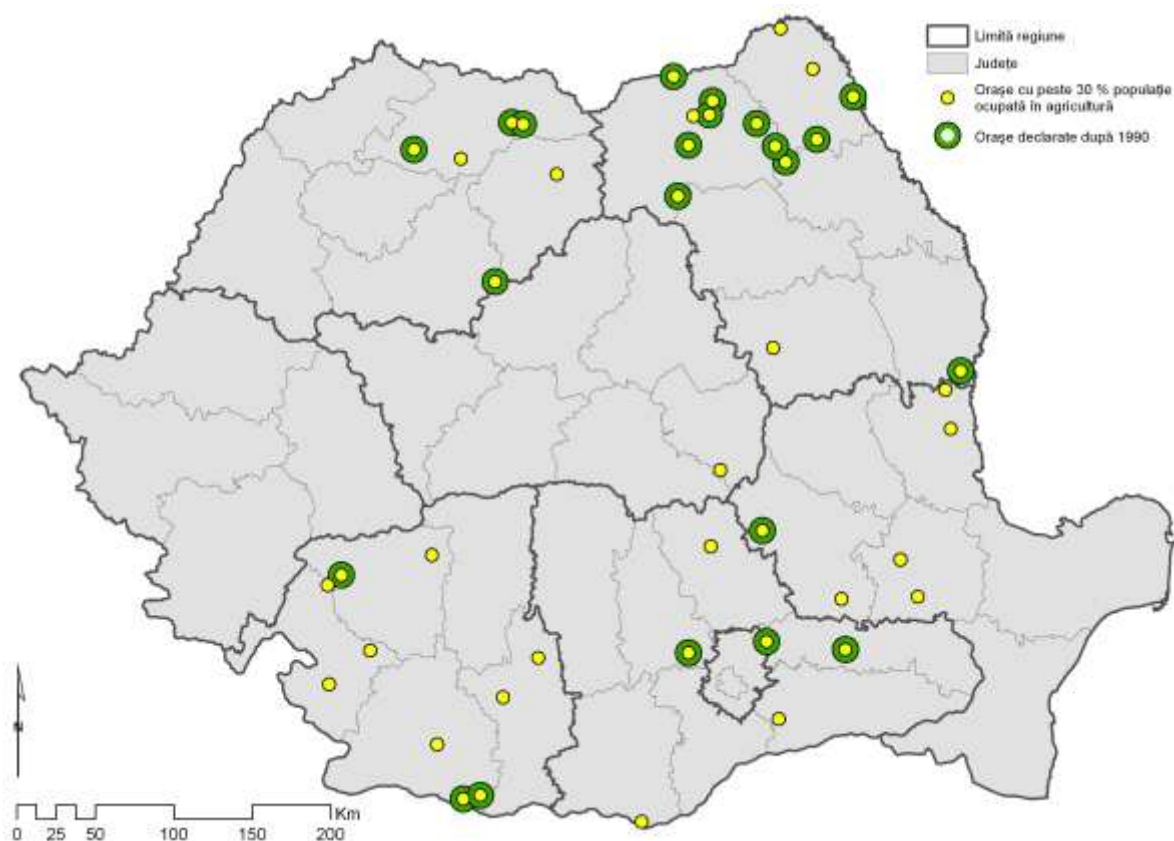 Limită regiune
Județe
Orașe cu peste 30 % populație
ocupată în agricultură
Orașe declarate după 1990
N
Km
0 25 50 100 150 200